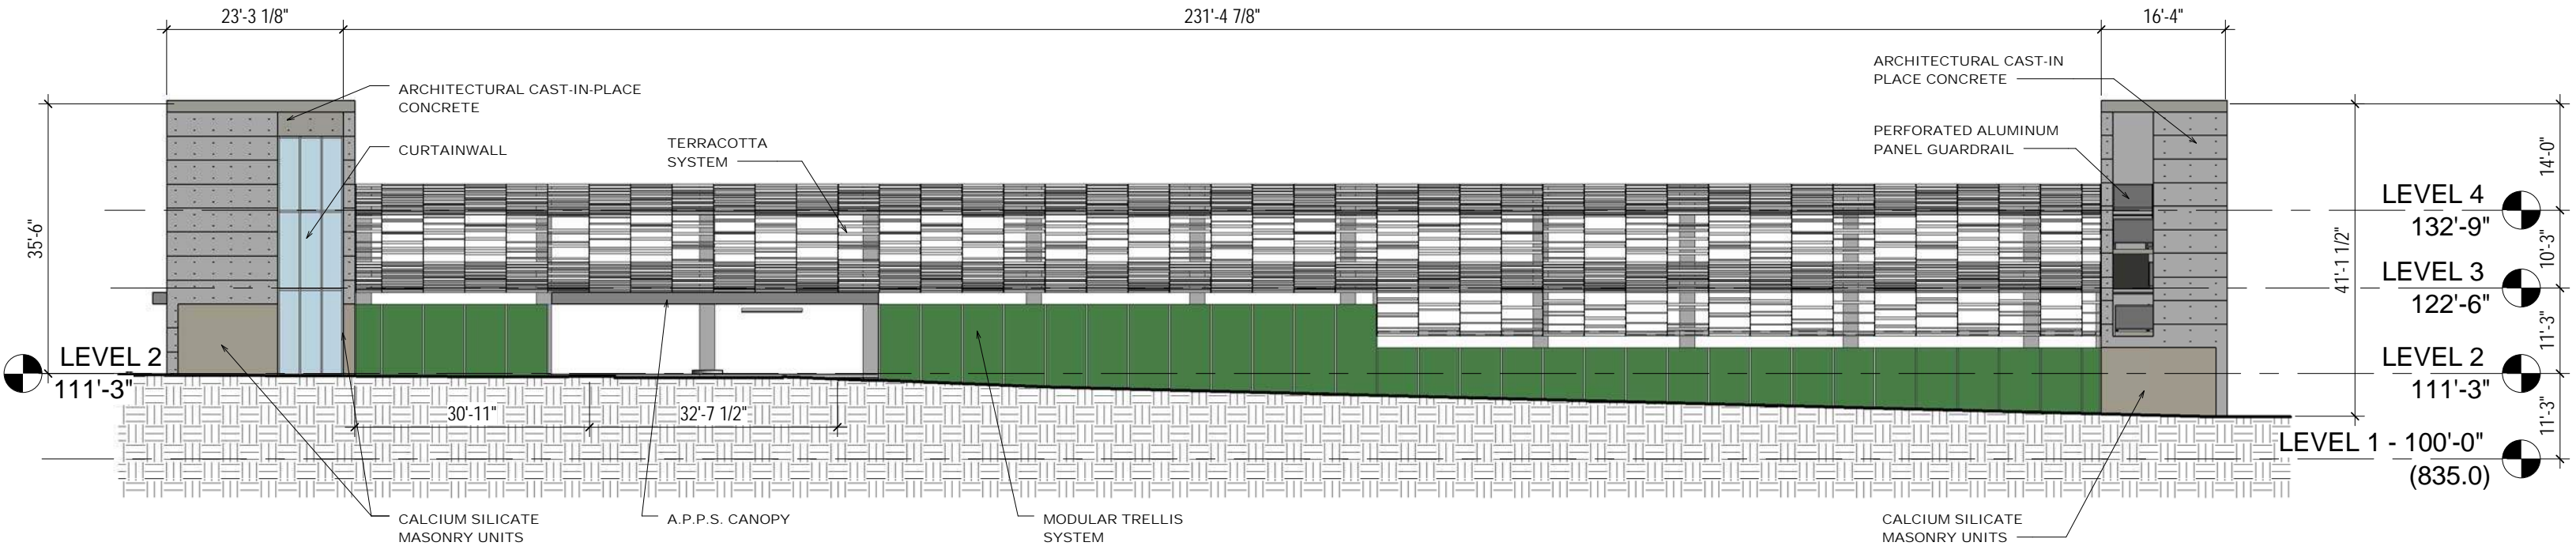 23'-3 1/8"
231'-4 7/8"
16'-4"
ARCHITECTURAL CAST-IN-PLACE
CONCRETE
CURTAINWALL
TERRACOTTA
SYSTEM
ARCHITECTURAL CAST-IN
PLACE CONCRETE
PERFORATED ALUMINUM
PANEL GUARDRAIL
35'-6"
14'-0"
LEVEL 4
132'-9"
10'-3"
41'-1 1/2"
LEVEL 3
122'-6"
11'-3"
LEVEL 2
111'-3"
LEVEL 2
111'-3"
11'-3"
30'-11"
32'-7 1/2"
LEVEL 1 - 100'-0"
(835.0)
CALCIUM SILICATE
MASONRY UNITS
A.P.P.S. CANOPY
MODULAR TRELLIS
SYSTEM
CALCIUM SILICATE
MASONRY UNITS